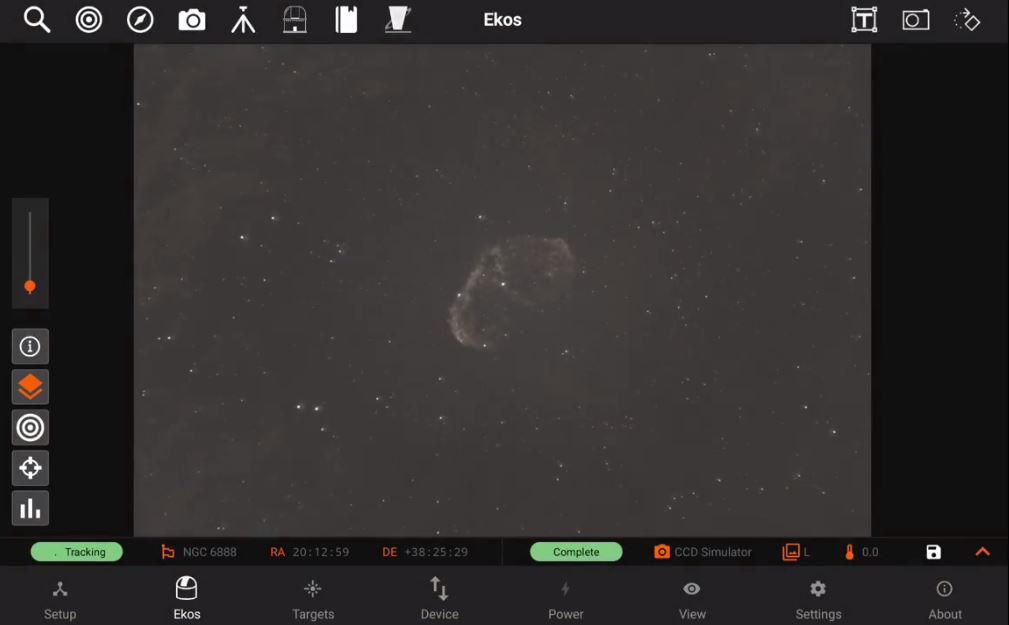 Ekos
T
Tracking NGC 6888 RA 20:12:59 DE +38:25:29 Complete CCD Simulator L 0.0
Setup Ekos Targets Device Power View Settings About